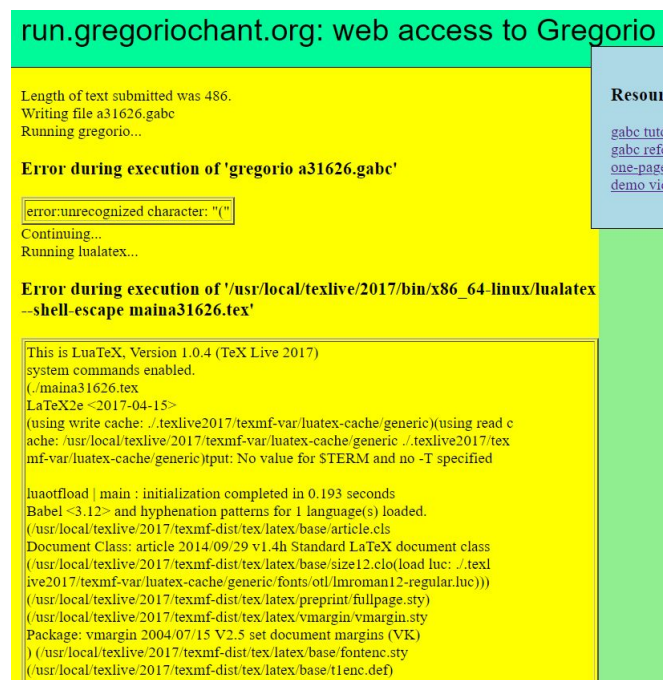 run.gregoriochant.org: web access to Gregorio
Length of text submitted was 486.
Writing file a31626.gabc
Running gregorio...
Error during execution of 'gregorio a31626.gabc'
error:unrecognized character: "("
Continuing...
Running lualatex...
Error during execution of '/usr/local/texlive/2017/bin/x86_64-linux/lualatex
--shell-escape maina31626.tex'
This is LuaTeX, Version 1.0.4 (TeX Live 2017)
system commands enabled.
(./maina31626.tex
LaTeX2e <2017-04-15>
(using write cache: ./.texlive2017/texmf-var/luatex-cache/generic)(using read c
ache: /usr/local/texlive/2017/texmf-var/luatex-cache/generic ./.texlive2017/tex
mf-var/luatex-cache/generic)tput: No value for $TERM and no -T specified
luaotfload | main : initialization completed in 0.193 seconds
Babel <3.12> and hyphenation patterns for 1 language(s) loaded.
(/usr/local/texlive/2017/texmf-dist/tex/latex/base/article.cls
Document Class: article 2014/09/29 v1.4h Standard LaTeX document class
(/usr/local/texlive/2017/texmf-dist/tex/latex/base/size12.clo(load luc: ./.texl
ive2017/texmf-var/luatex-cache/generic/fonts/otl/lmroman12-regular.luc)))
(/usr/local/texlive/2017/texmf-dist/tex/latex/preprint/fullpage.sty)
(/usr/local/texlive/2017/texmf-dist/tex/latex/vmargin/vmargin.sty
Package: vmargin 2004/07/15 V2.5 set document margins (VK)
) (/usr/local/texlive/2017/texmf-dist/tex/latex/base/fontenc.sty
(/usr/local/texlive/2017/texmf-dist/tex/latex/base/t1enc.def)
Resour
gabc tut
gabc refe
one-page
demo vi